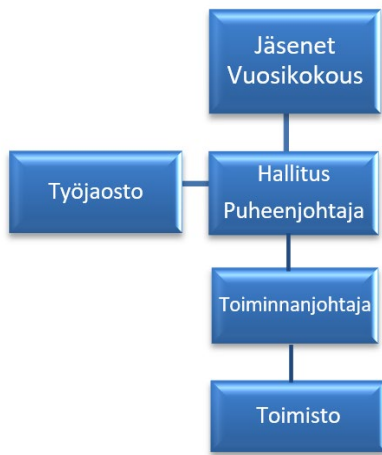 Jäsenet
Vuosikokous
Työjaosto
Hallitus
Puheenjohtaja
Toiminnanjohtaja
Toimisto